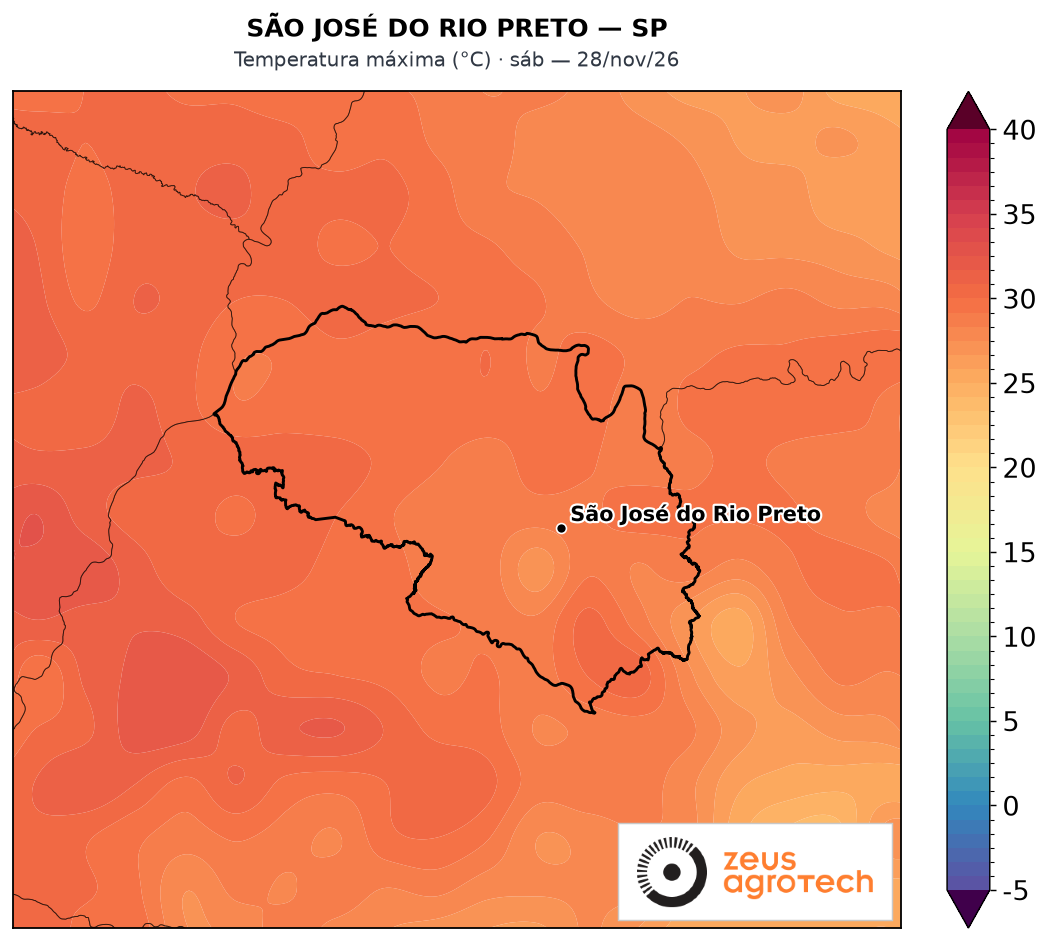 SÃO JOSÉ DO RIO PRETO — SP
Temperatura máxima (°C) · sáb — 28/nov/26
40
35
30
25
20
15
10
5
0
-5
São José do Rio Preto
zeus
agrotech